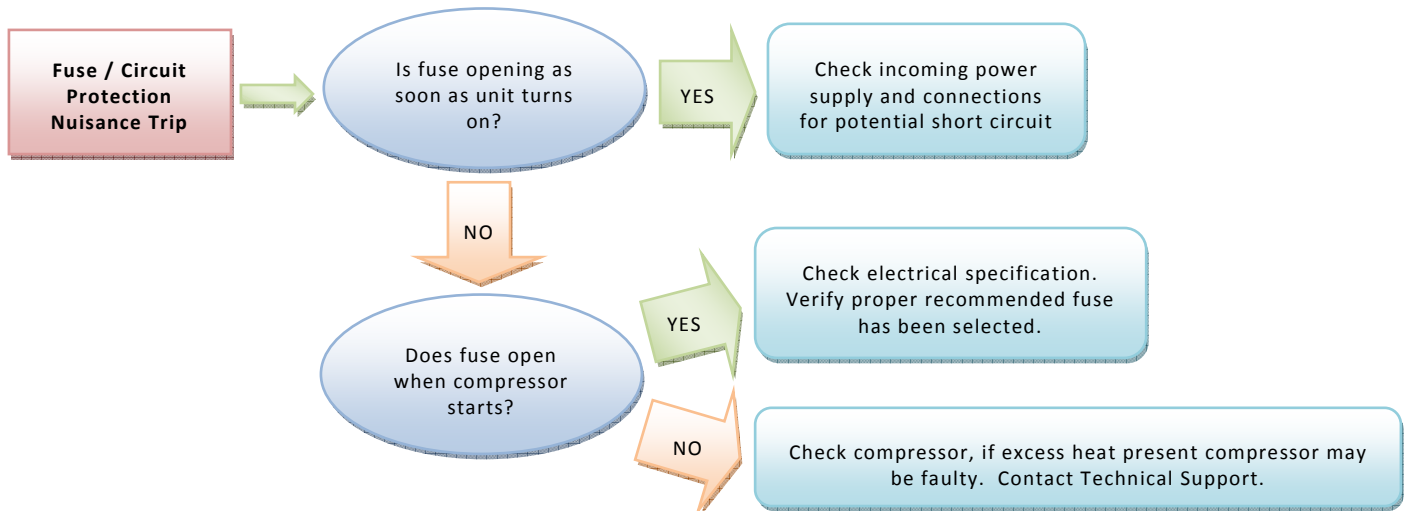 Fuse / Circuit
Protection
Nuisance Trip
Is fuse opening as
soon as unit turns
on?
YES
Check incoming power
supply and connections
for potential short circuit
NO
Does fuse open
when compressor
starts?
YES
Check electrical specification.
Verify proper recommended fuse
has been selected.
NO
Check compressor, if excess heat present compressor may
be faulty.  Contact Technical Support.